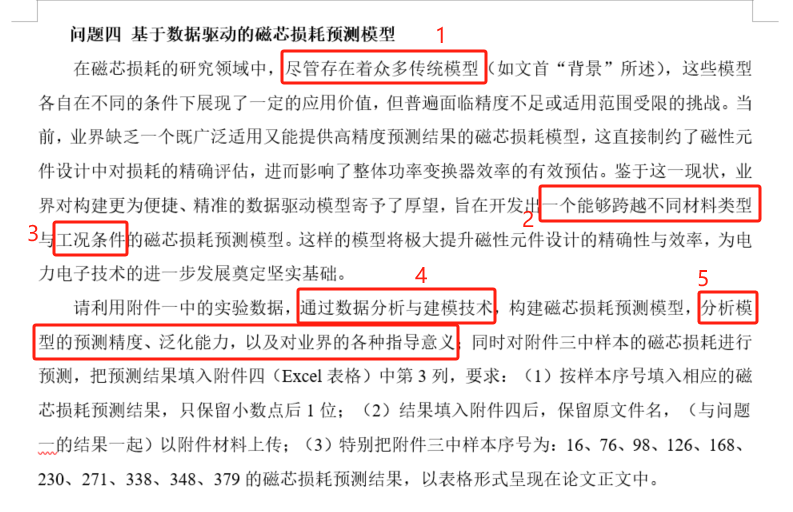 问题四 基于数据驱动的磁芯损耗预测模型
1
在磁芯损耗的研究领域中，尽管存在着众多传统模型（如文首“背景”所述），这些模型
各自在不同的条件下展现了一定的应用价值，但普遍面临精度不足或适用范围受限的挑战。当
前，业界缺乏一个既广泛适用又能提供高精度预测结果的磁芯损耗模型，这直接制约了磁性元
件设计中对损耗的精确评估，进而影响了整体功率变换器效率的有效预估。鉴于这一现状，业
界对构建更为便捷、精准的数据驱动模型寄予了厚望，旨在开发出一个能够跨越不同材料类型
2
3
与工况条件的磁芯损耗预测模型。这样的模型将极大提升磁性元件设计的精确性与效率，为电
力电子技术的进一步发展奠定坚实基础。
4
5
请利用附件一中的实验数据，通过数据分析与建模技术，构建磁芯损耗预测模型，分析模
型的预测精度、泛化能力，以及对业界的各种指导意义；同时对附件三中样本的磁芯损耗进行
预测，把预测结果填入附件四（Excel 表格）中第 3 列，要求：（1）按样本序号填入相应的磁
芯损耗预测结果，只保留小数点后 1 位；（2）结果填入附件四后，保留原文件名，（与问题
一的结果一起）以附件材料上传；（3）特别把附件三中样本序号为：16、76、98、126、168、
230、271、338、348、379 的磁芯损耗预测结果，以表格形式呈现在论文正文中。